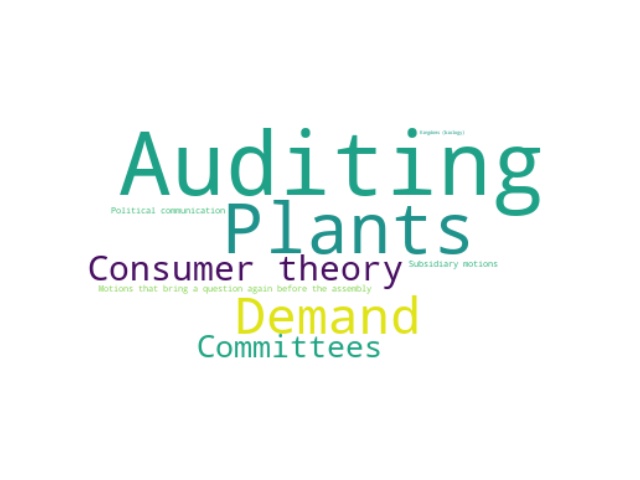 Kingdoms (biology)
Auditing
Political communication
Plants
Consumer theory
Subsidiary motions
Motions that bring a question again before the assembly
Demand
Committees